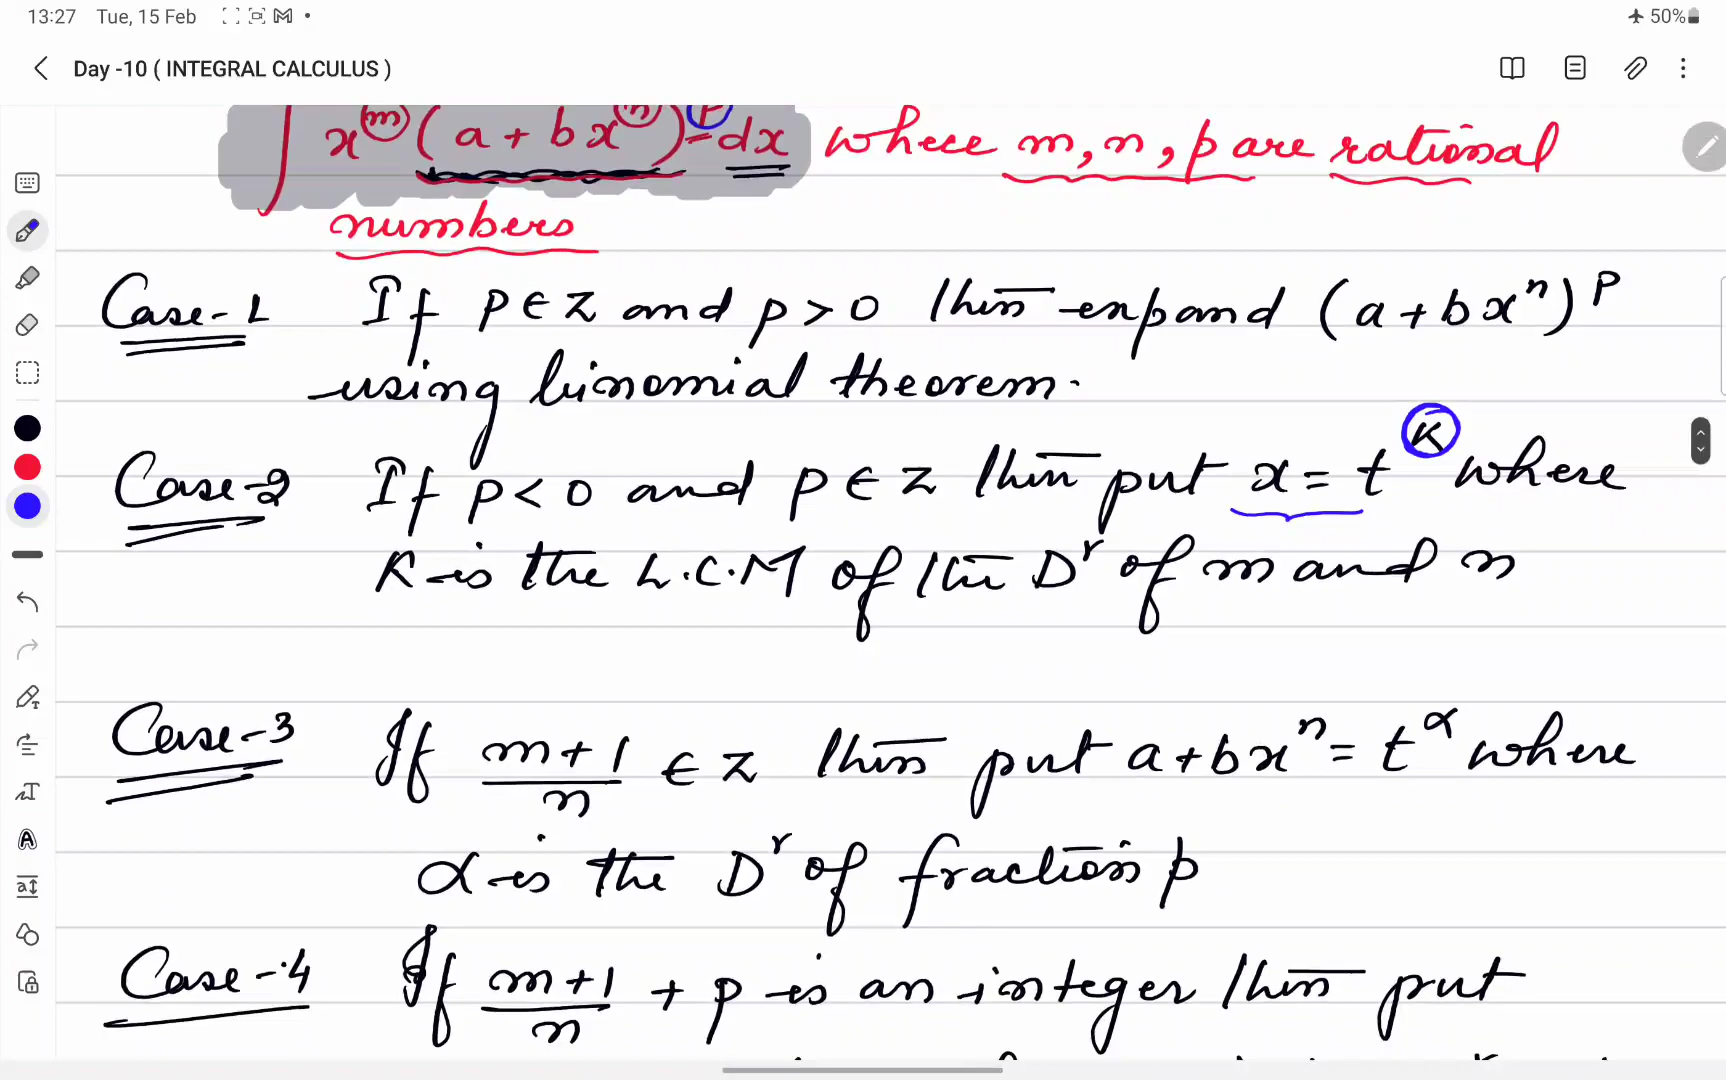 13:27 Tue, 15 Feb 50%
Day -10 ( INTEGRAL CALCULUS )
∫ x^m (a + bx^n)^p dx where m, n, p are rational
numbers
Case-1 If p ∈ Z and p > 0 then expand (a + bx^n)^p
using binomial theorem.
Case-2 If p < 0 and p ∈ Z then put x = t^K where
K is the L.C.M of the D^r of m and n
Case-3 If (m+1)/n ∈ Z then put a + bx^n = t^α where
α is the D^r of fraction p
Case-4 If (m+1)/n + p is an integer then put